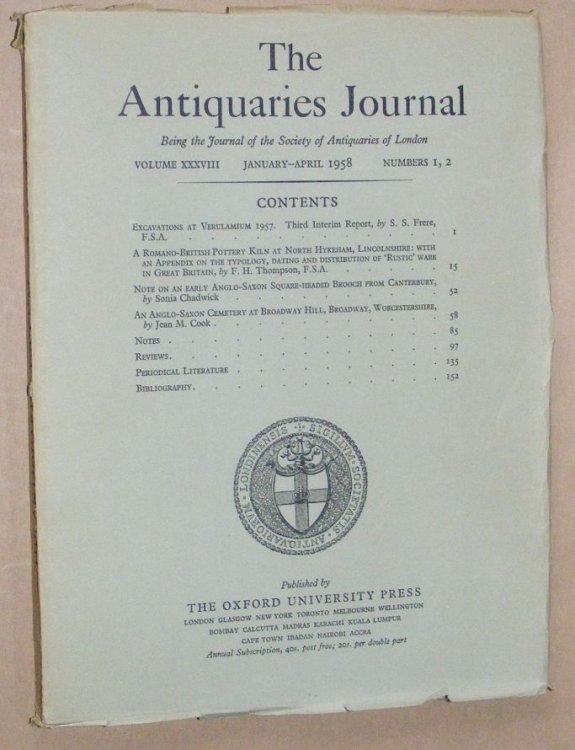 The
Antiquaries Journal
Being the Journal of the Society of Antiquaries of London
VOLUME XXXVIII JANUARY–APRIL 1958 NUMBERS 1, 2
CONTENTS
EXCAVATIONS AT VERULAMIUM 1957. Third Interim Report, by S. S. Frere,
F.S.A. . . . . . . . . . . 1
A ROMANO-BRITISH POTTERY KILN AT NORTH HYKEHAM, LINCOLNSHIRE: WITH
AN APPENDIX ON THE TYPOLOGY, DATING AND DISTRIBUTION OF ‘RUSTIC’ WARE
IN GREAT BRITAIN, by F. H. Thompson, F.S.A. . . . . . 15
NOTE ON AN EARLY ANGLO-SAXON SQUARE-HEADED BROOCH FROM CANTERBURY,
by Sonia Chadwick . . . . . . . . . 52
AN ANGLO-SAXON CEMETERY AT BROADWAY HILL, BROADWAY, WORCESTERSHIRE,
by Jean M. Cook . . . . . . . . . 58
NOTES . . . . . . . . . . . 85
REVIEWS . . . . . . . . . . . 97
PERIODICAL LITERATURE . . . . . . . . 135
BIBLIOGRAPHY . . . . . . . . . . 152
SIGILLVM · SOCIETATIS · ANTIQVARIORVM · LONDINENSIS
Published by
THE OXFORD UNIVERSITY PRESS
LONDON GLASGOW NEW YORK TORONTO MELBOURNE WELLINGTON
BOMBAY CALCUTTA MADRAS KARACHI KUALA LUMPUR
CAPE TOWN IBADAN NAIROBI ACCRA
Annual Subscription, 40s. post free; 20s. per double part